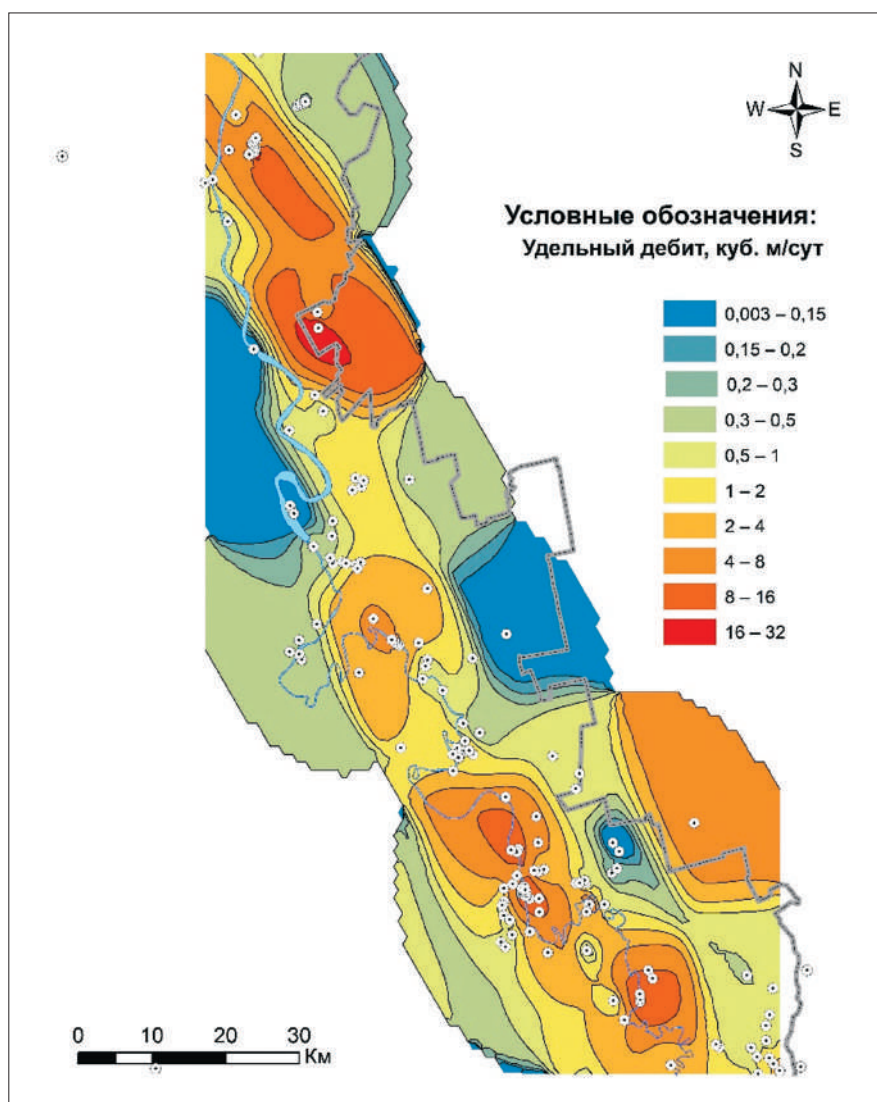 N
W E
S
Условные обозначения:
Удельный дебит, куб. м/сут
0,003 – 0,15
0,15 – 0,2
0,2 – 0,3
0,3 – 0,5
0,5 – 1
1 – 2
2 – 4
4 – 8
8 – 16
16 – 32
0 10 20 30
Км